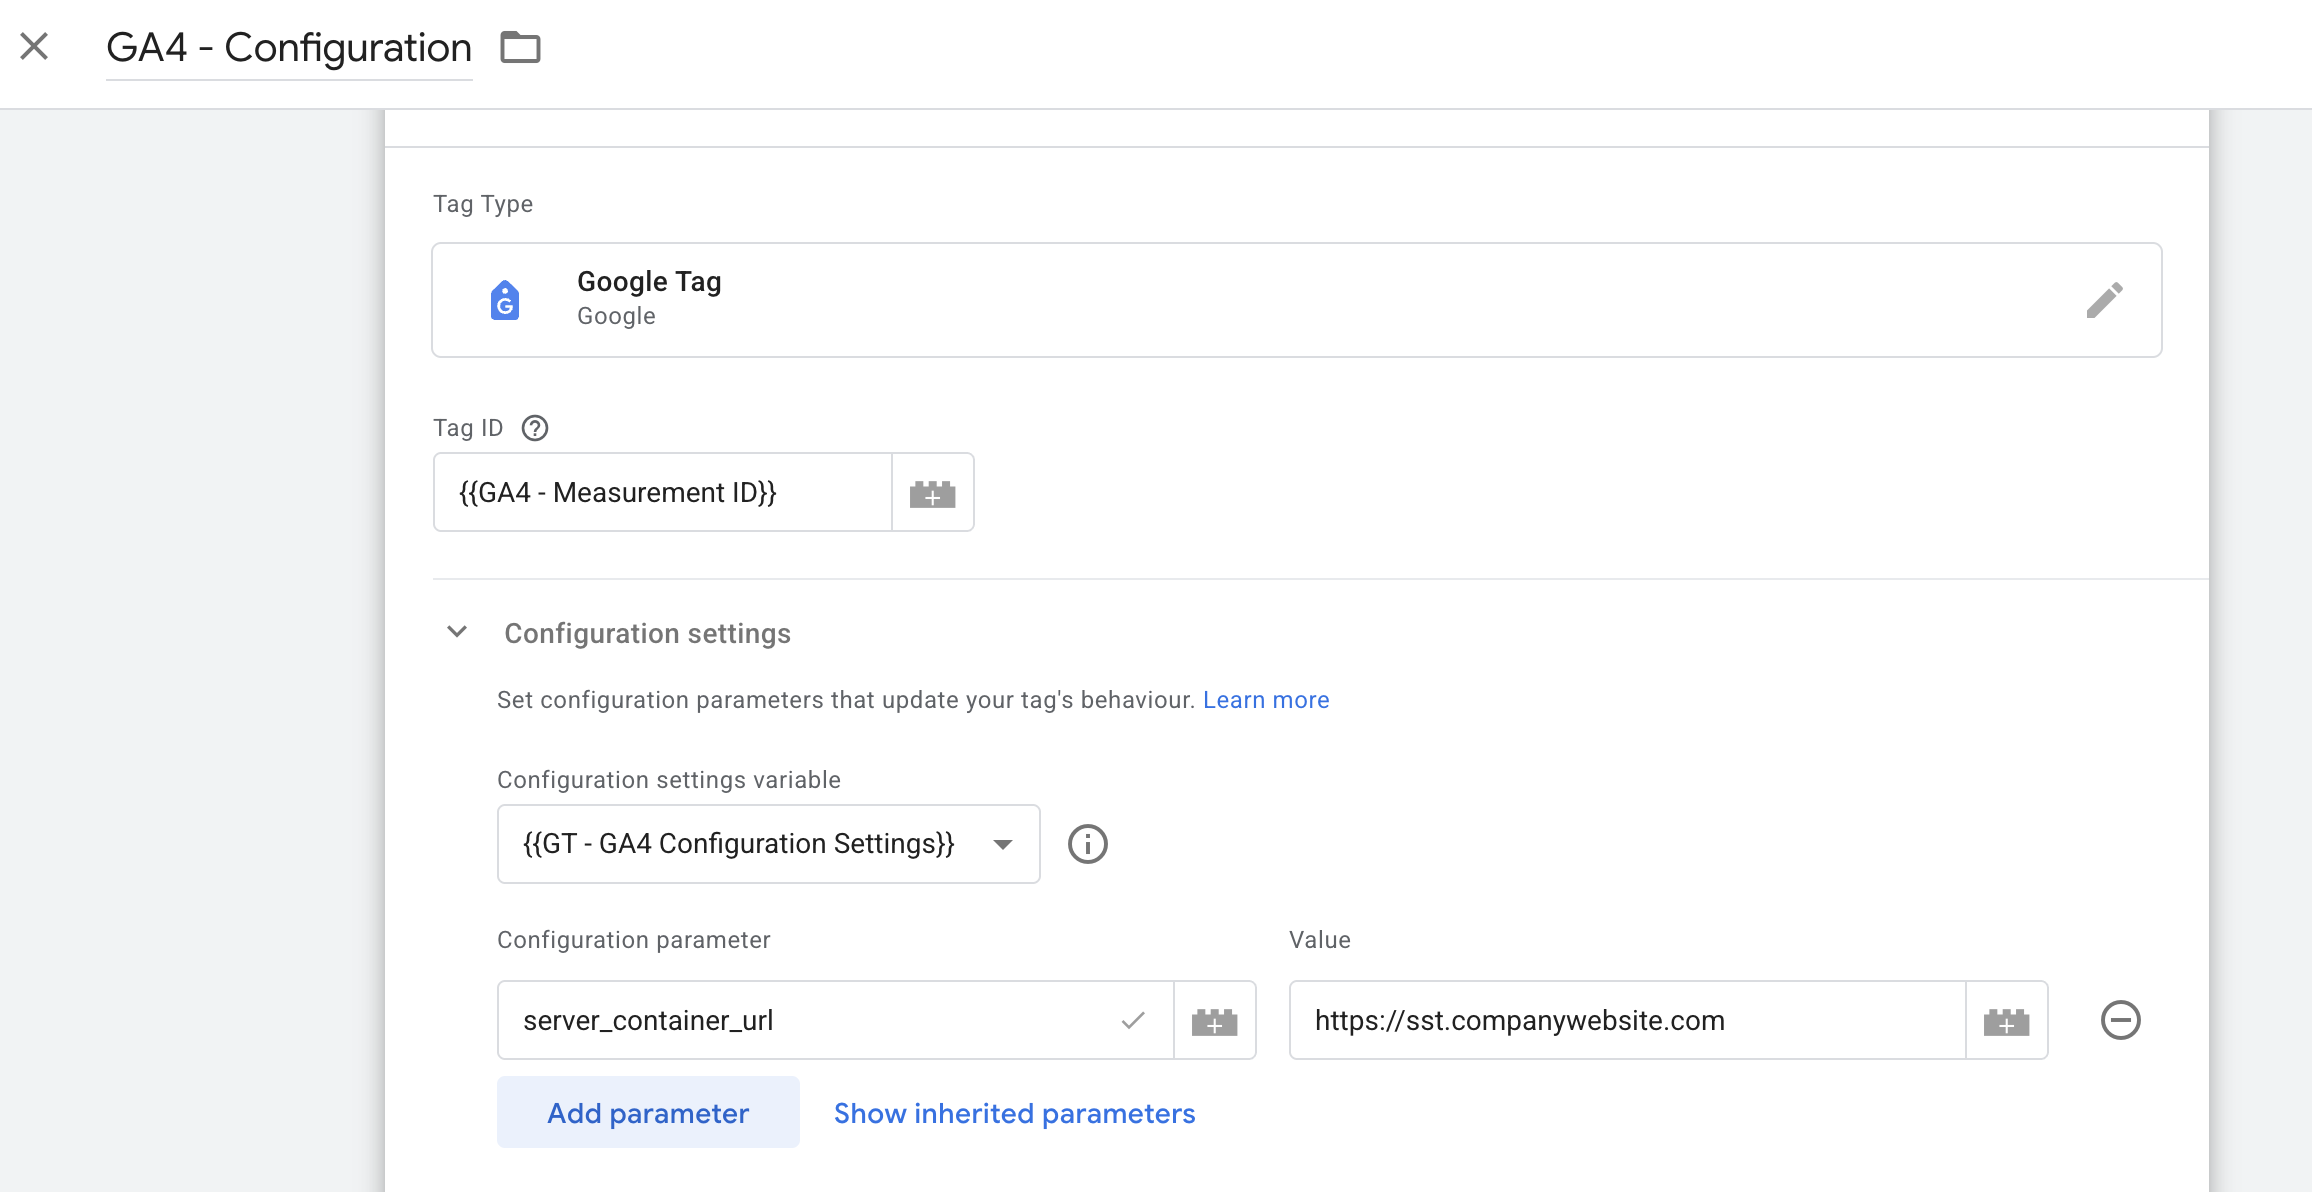 GA4 - Configuration
Tag Type
Google Tag
Google
Tag ID
{{GA4 - Measurement ID}}
Configuration settings
Set configuration parameters that update your tag's behaviour. Learn more
Configuration settings variable
{{GT - GA4 Configuration Settings}}
Configuration parameter
Value
server_container_url
https://sst.companywebsite.com
Add parameter
Show inherited parameters